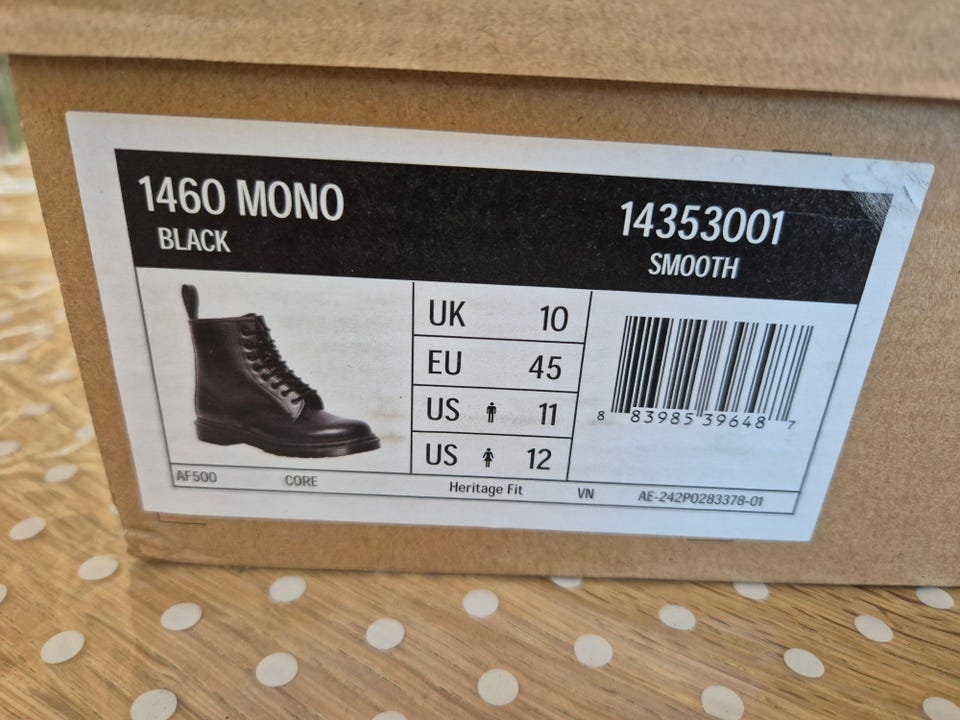 1460 MONO
BLACK
14353001
SMOOTH
UK 10
EU 45
US 11
US 12
8 83985 39648 7
AF500 CORE Heritage Fit VN AE-242P0283378-01